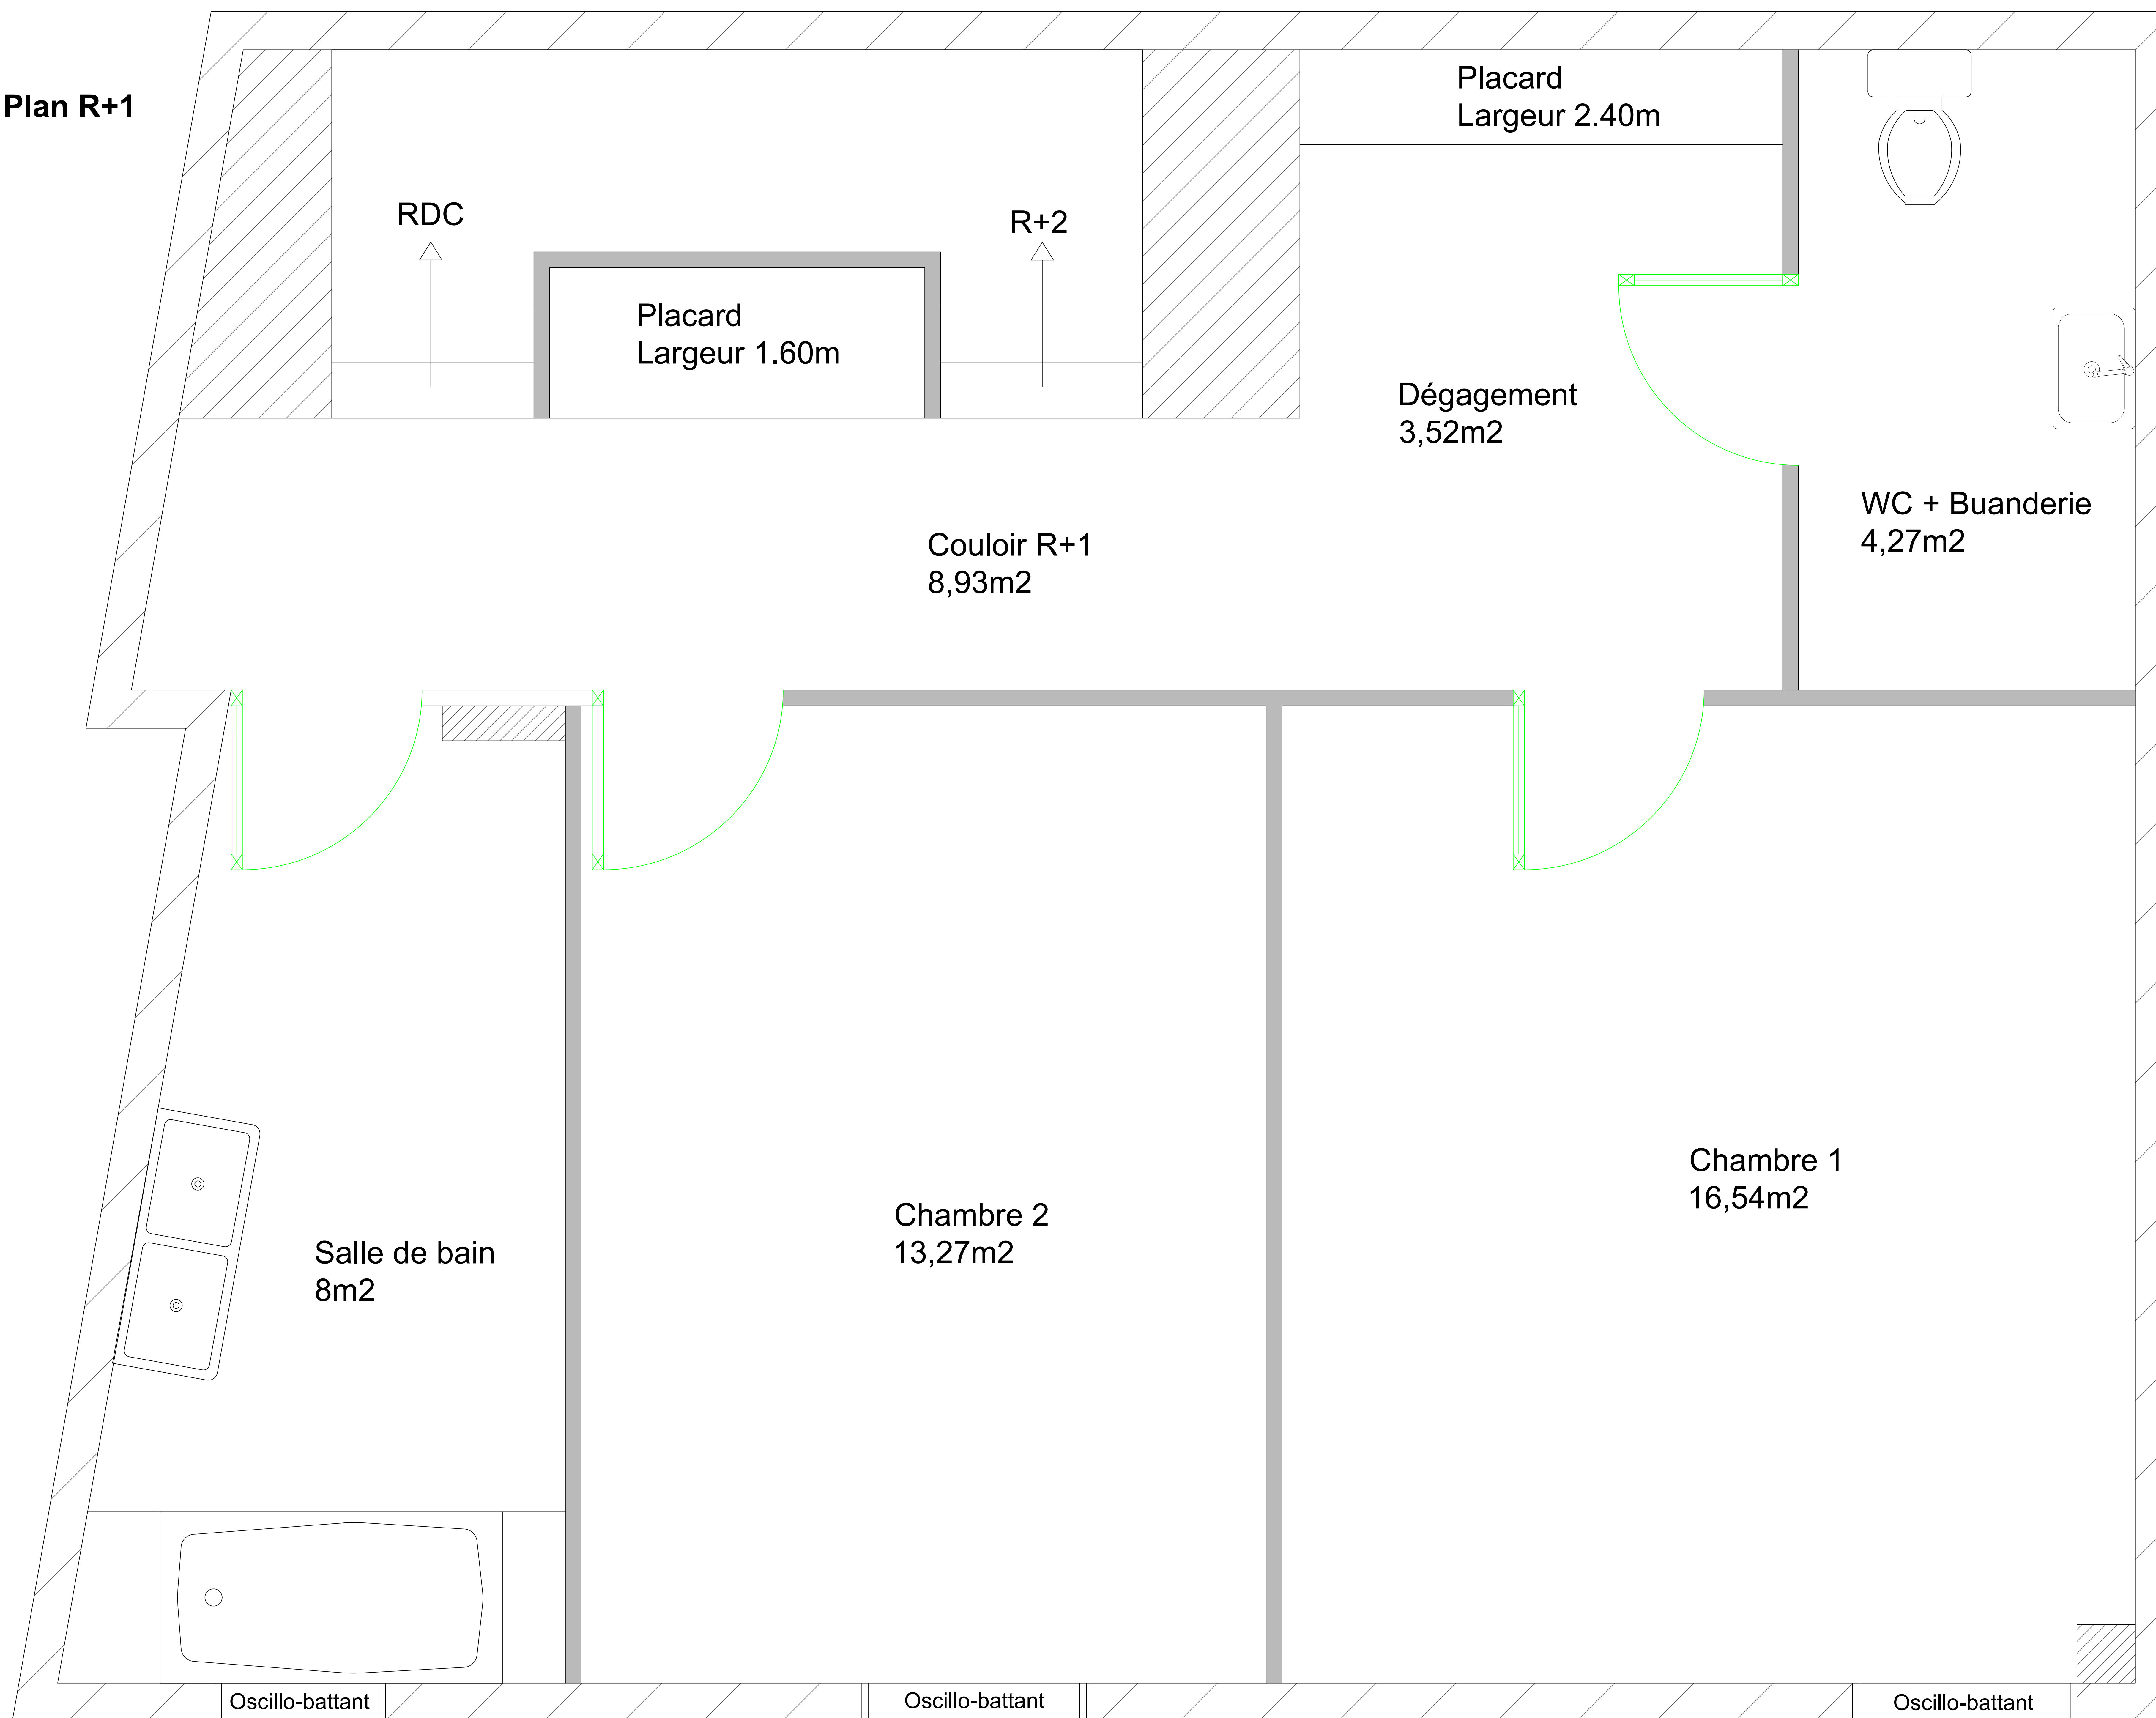 Plan R+1
Placard
Largeur 2.40m
RDC
R+2
Placard
Largeur 1.60m
Dégagement
3,52m2
WC + Buanderie
4,27m2
Couloir R+1
8,93m2
Chambre 1
16,54m2
Chambre 2
13,27m2
Salle de bain
8m2
Oscillo-battant
Oscillo-battant
Oscillo-battant